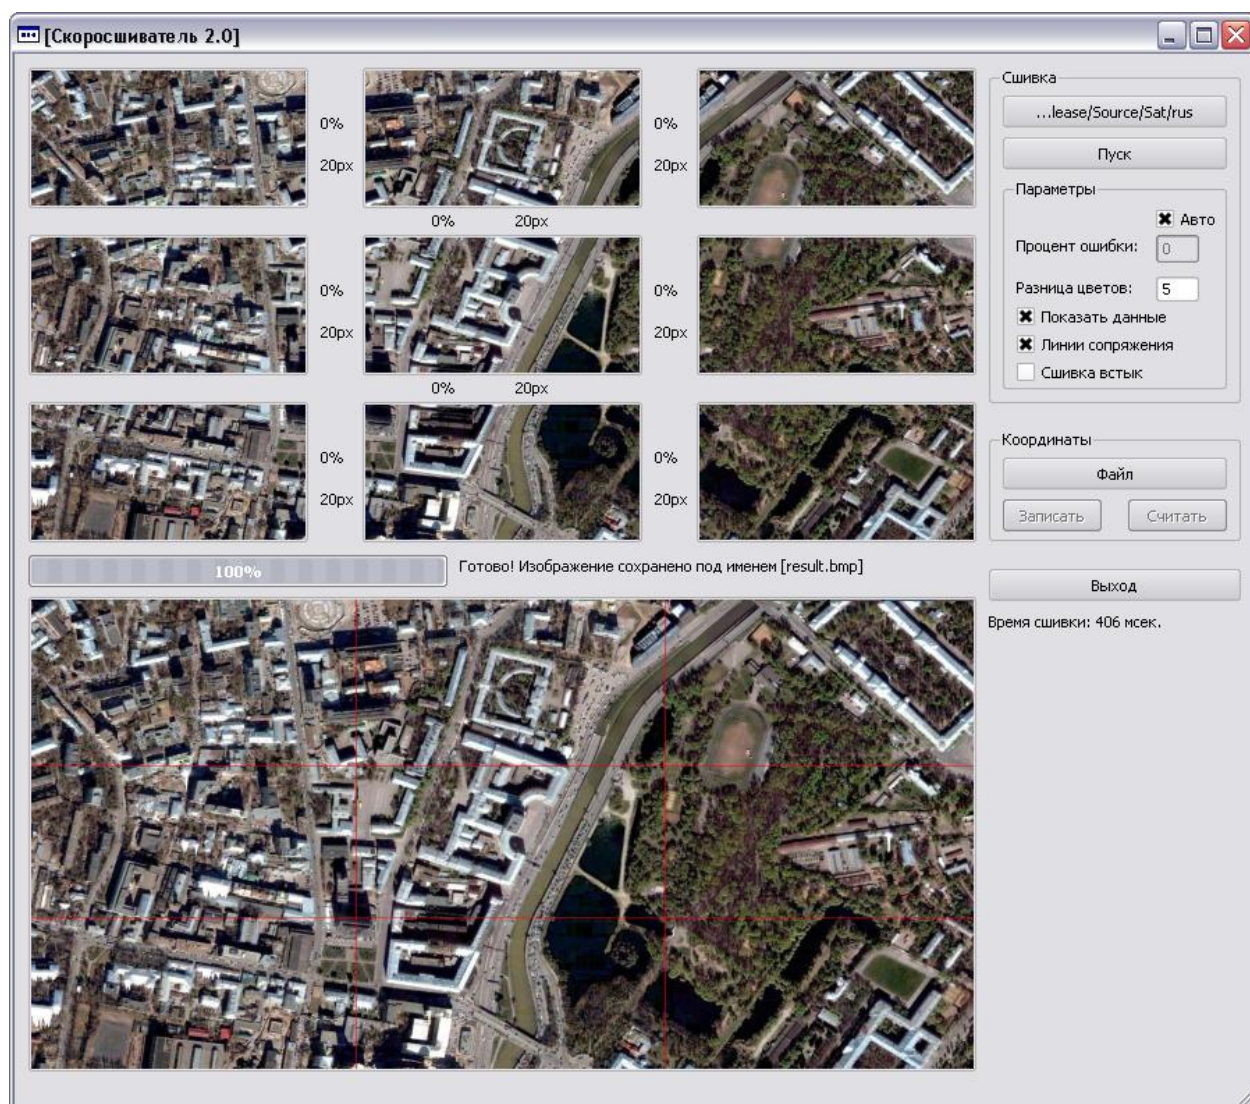 [Скоросшиватель 2.0]
0%
20px
0%
20px
0% 20px
0%
20px
0%
20px
0% 20px
0%
20px
0%
20px
100%
Готово! Изображение сохранено под именем [result.bmp]
Сшивка
...lease/Source/Sat/rus
Пуск
Параметры
Авто
Процент ошибки: 0
Разница цветов: 5
Показать данные
Линии сопряжения
Сшивка встык
Координаты
Файл
Записать Считать
Выход
Время сшивки: 406 мсек.